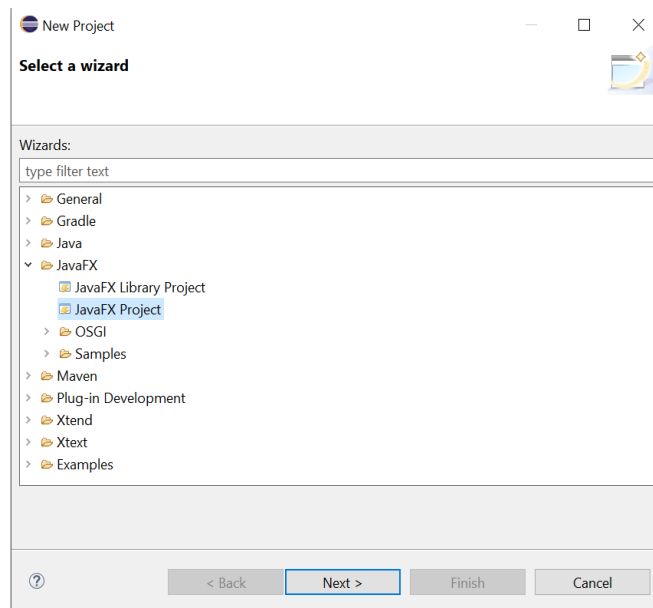 New Project
Select a wizard
Wizards:
type filter text
General
Gradle
Java
JavaFX
JavaFX Library Project
JavaFX Project
OSGI
Samples
Maven
Plug-in Development
Xtend
Xtext
Examples
? < Back Next > Finish Cancel